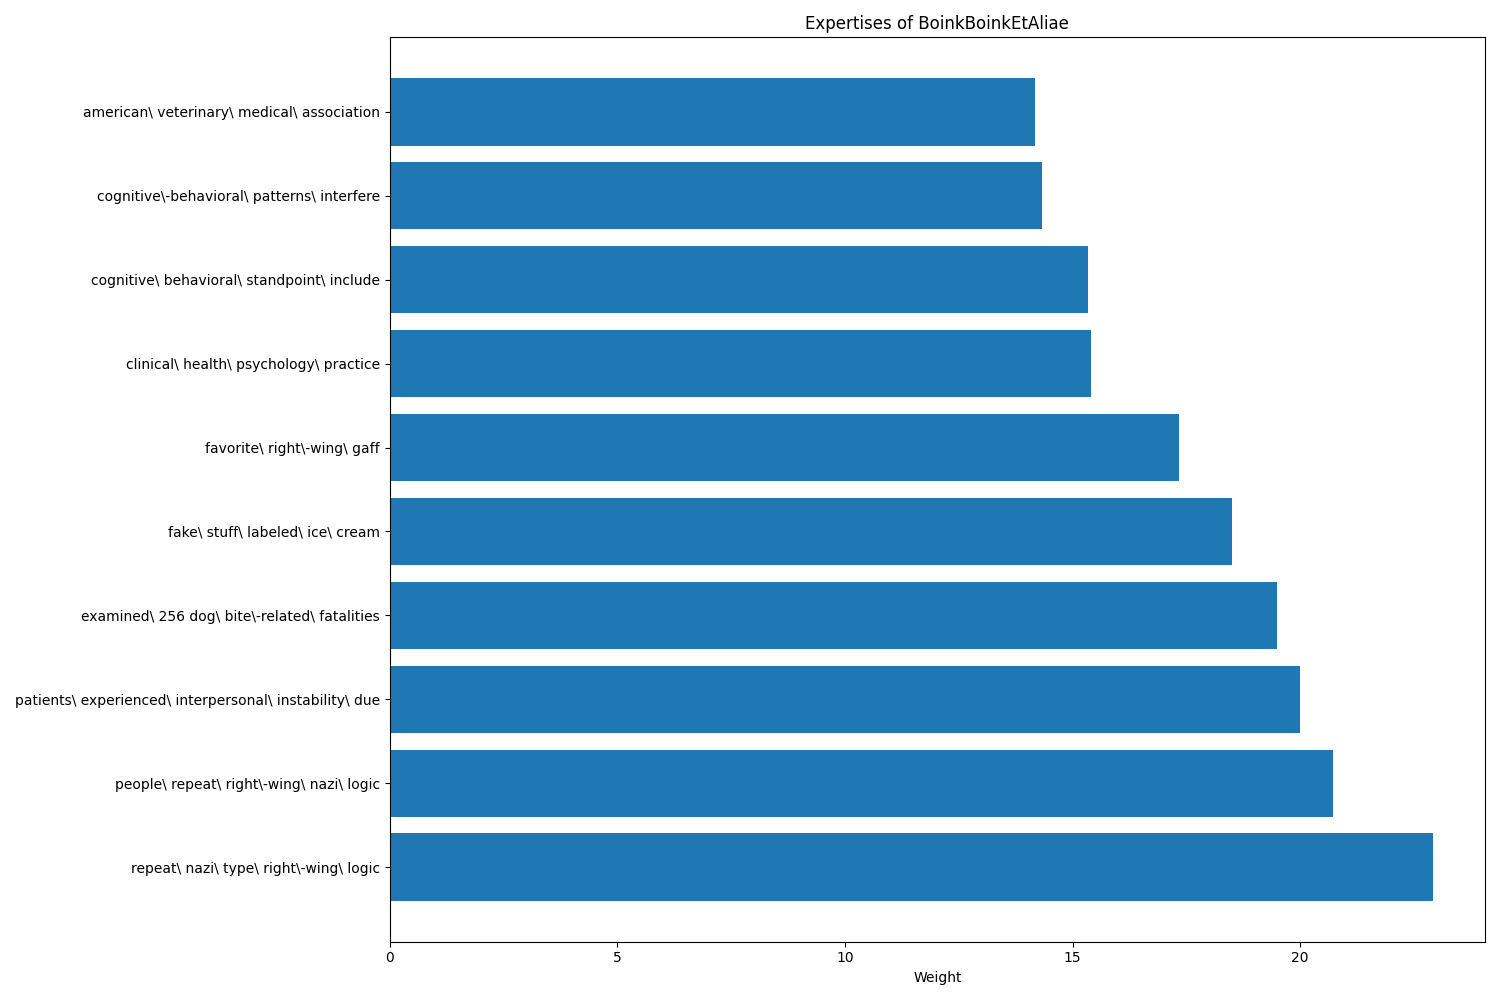 Expertises of BoinkBoinkEtAliae
american\ veterinary\ medical\ association
cognitive\-behavioral\ patterns\ interfere
cognitive\ behavioral\ standpoint\ include
clinical\ health\ psychology\ practice
favorite\ right\-wing\ gaff
fake\ stuff\ labeled\ ice\ cream
examined\ 256 dog\ bite\-related\ fatalities
patients\ experienced\ interpersonal\ instability\ due
people\ repeat\ right\-wing\ nazi\ logic
repeat\ nazi\ type\ right\-wing\ logic
0 5 10 15 20
Weight